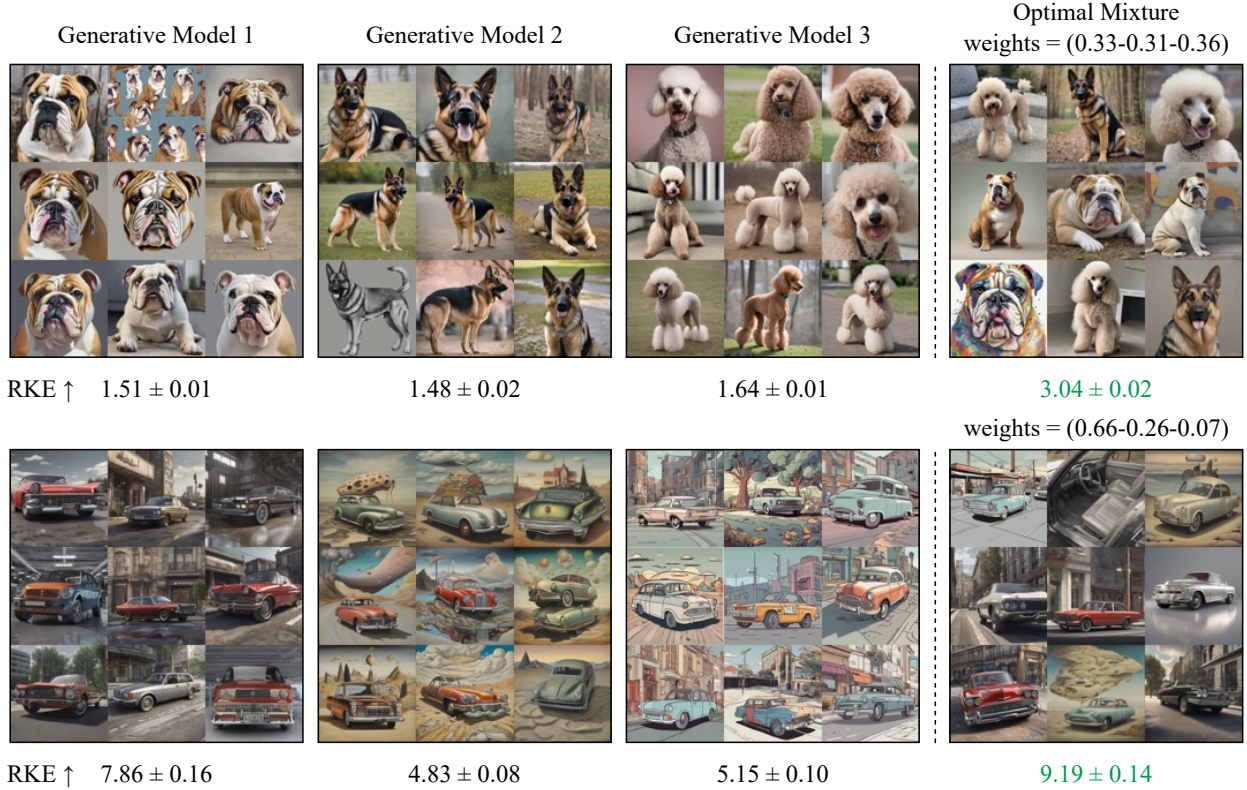 Generative Model 1
Generative Model 2
Generative Model 3
Optimal Mixture
weights = (0.33-0.31-0.36)
RKE ↑ 1.51 ± 0.01
1.48 ± 0.02
1.64 ± 0.01
3.04 ± 0.02
weights = (0.66-0.26-0.07)
RKE ↑ 7.86 ± 0.16
4.83 ± 0.08
5.15 ± 0.10
9.19 ± 0.14